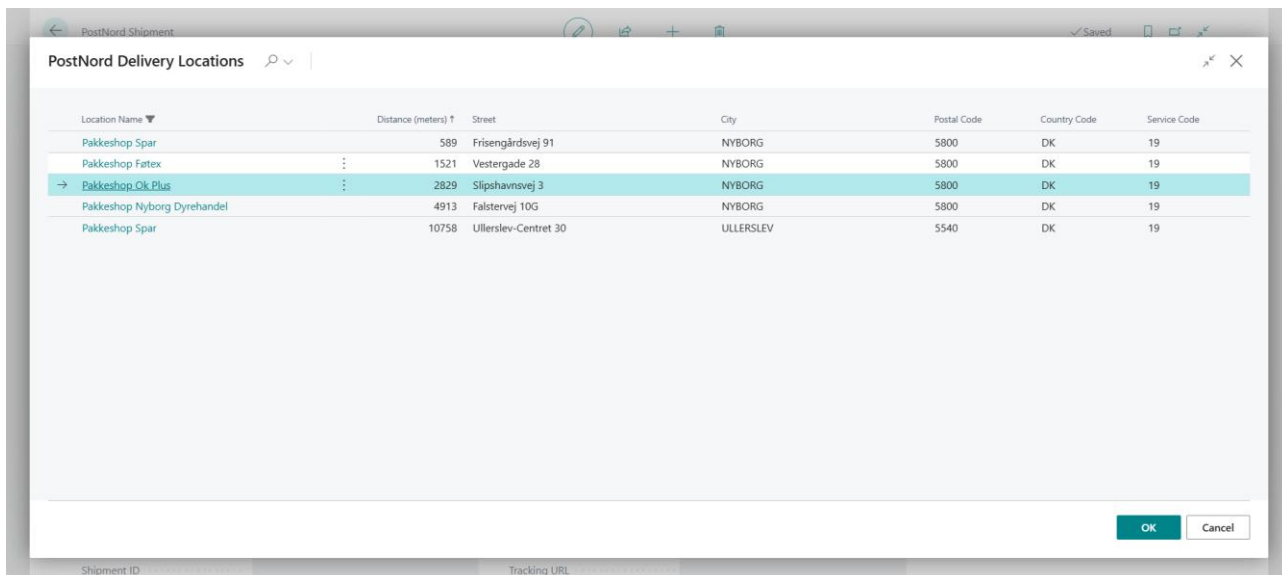 PostNord Shipment ✓ Saved
PostNord Delivery Locations
Location Name Distance (meters) ↑ Street City Postal Code Country Code Service Code
Pakkeshop Spar 589 Frisengårdsvej 91 NYBORG 5800 DK 19
Pakkeshop Føtex 1521 Vestergade 28 NYBORG 5800 DK 19
→ Pakkeshop Ok Plus 2829 Slipshavnsvej 3 NYBORG 5800 DK 19
Pakkeshop Nyborg Dyrehandel 4913 Falstervej 10G NYBORG 5800 DK 19
Pakkeshop Spar 10758 Ullerslev-Centret 30 ULLERSLEV 5540 DK 19
OK Cancel
Shipment ID Tracking URL